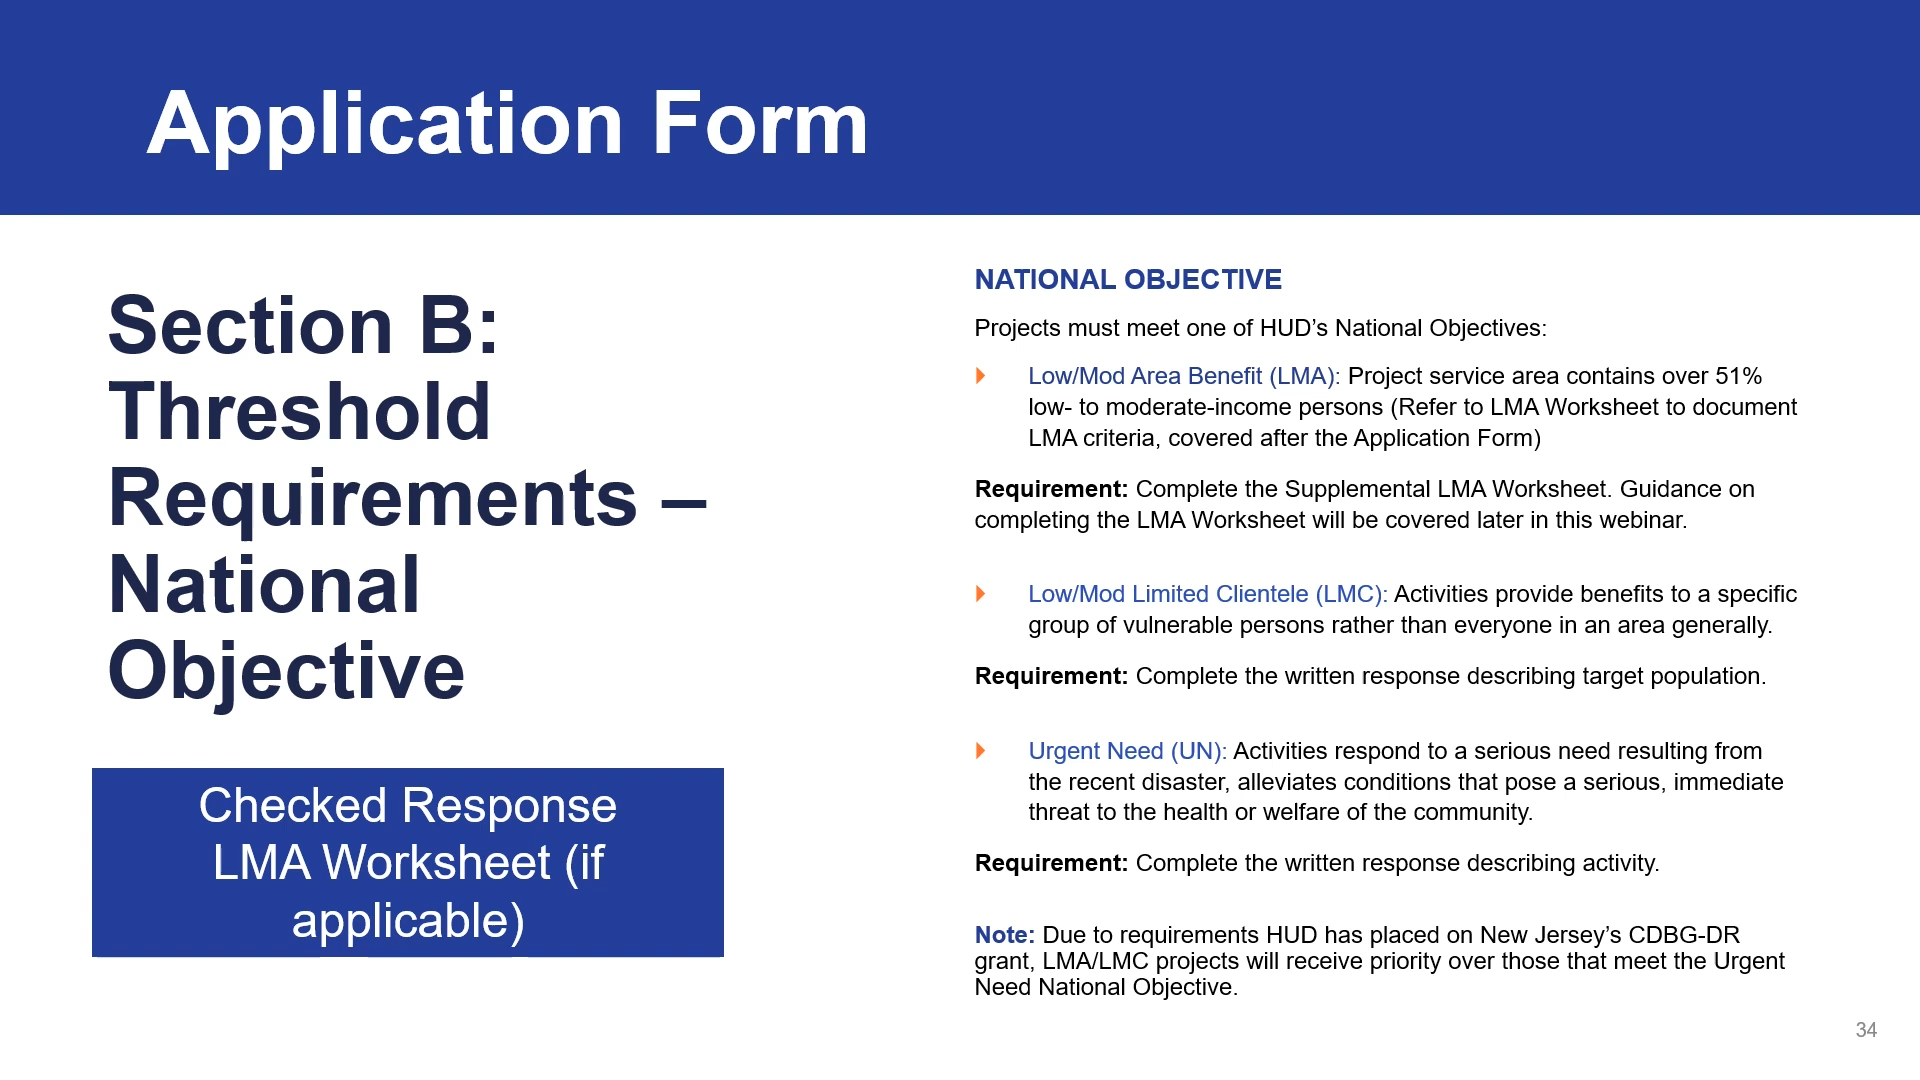 Application Form
Section B:
Threshold
Requirements –
National
Objective
Checked Response
LMA Worksheet (if
applicable)
NATIONAL OBJECTIVE
Projects must meet one of HUD’s National Objectives:
Low/Mod Area Benefit (LMA): Project service area contains over 51%
low- to moderate-income persons (Refer to LMA Worksheet to document
LMA criteria, covered after the Application Form)
Requirement: Complete the Supplemental LMA Worksheet. Guidance on
completing the LMA Worksheet will be covered later in this webinar.
Low/Mod Limited Clientele (LMC): Activities provide benefits to a specific
group of vulnerable persons rather than everyone in an area generally.
Requirement: Complete the written response describing target population.
Urgent Need (UN): Activities respond to a serious need resulting from
the recent disaster, alleviates conditions that pose a serious, immediate
threat to the health or welfare of the community.
Requirement: Complete the written response describing activity.
Note: Due to requirements HUD has placed on New Jersey’s CDBG-DR
grant, LMA/LMC projects will receive priority over those that meet the Urgent
Need National Objective.
34